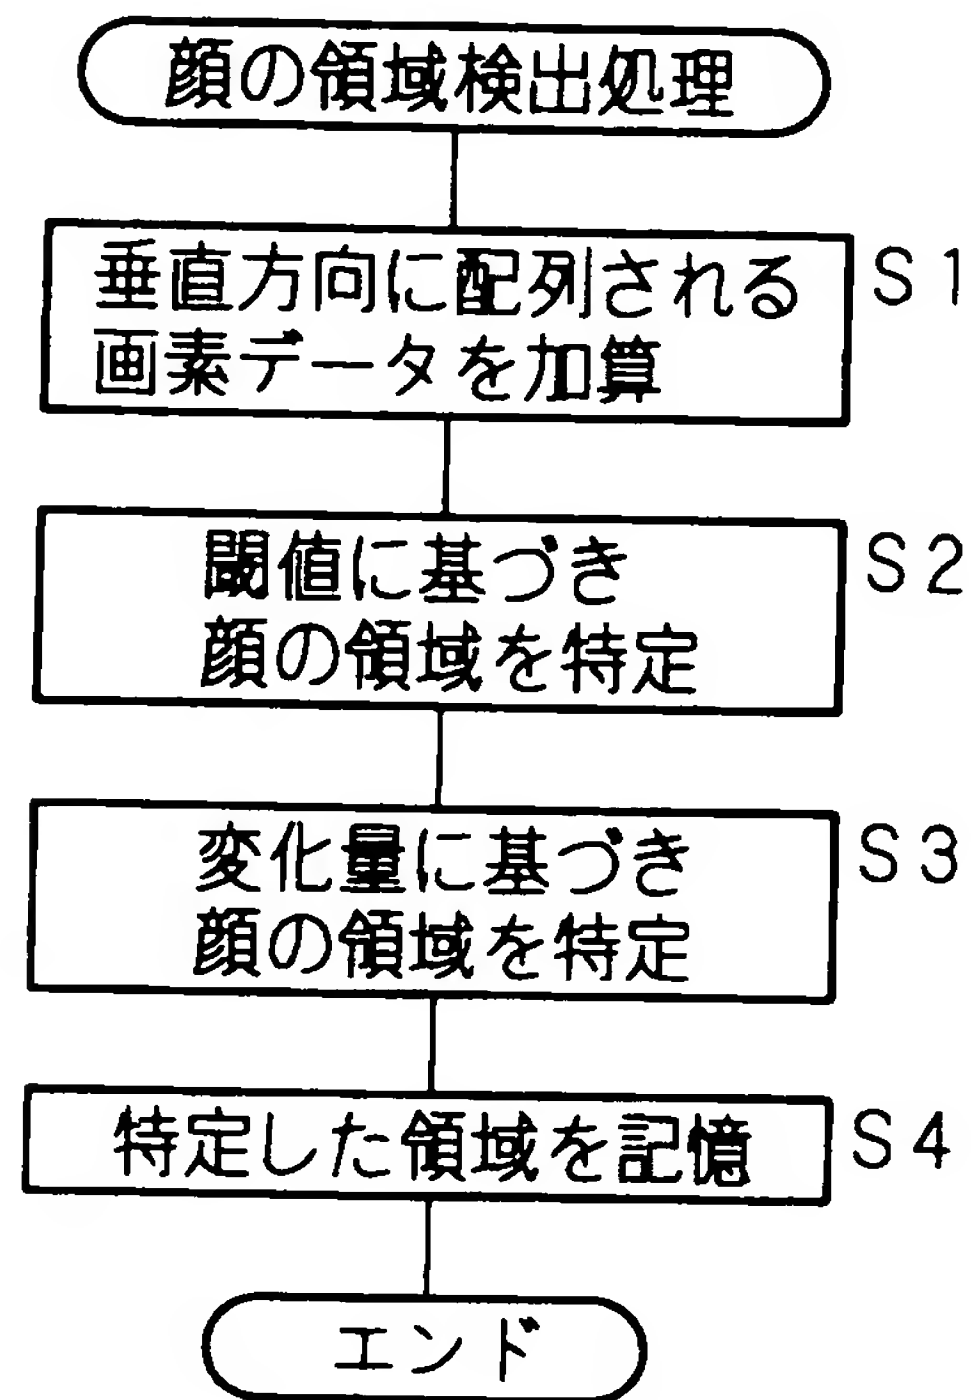 顔の領域検出処理
垂直方向に配列される S1
画素データを加算
閾値に基づき S2
顔の領域を特定
変化量に基づき S3
顔の領域を特定
特定した領域を記憶 S4
エンド